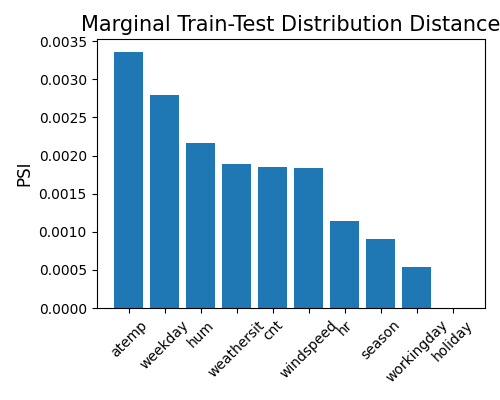 Marginal Train-Test Distribution Distance
PSI
0.0035
0.0030
0.0025
0.0020
0.0015
0.0010
0.0005
0.0000
atemp
weekday
hum
weathersit
cnt
windspeed
hr
season
workingday
holiday